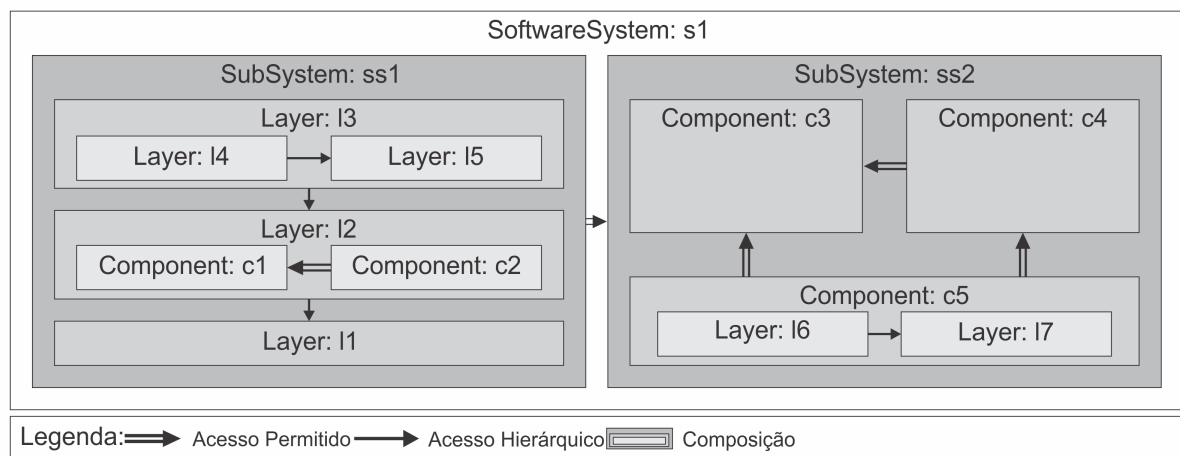 SoftwareSystem: s1
SubSystem: ss1
Layer: l3
Layer: l4
Layer: l5
Layer: l2
Component: c1
Component: c2
Layer: l1
SubSystem: ss2
Component: c3
Component: c4
Component: c5
Layer: l6
Layer: l7
Legenda: Acesso Permitido Acesso Hierárquico Composição